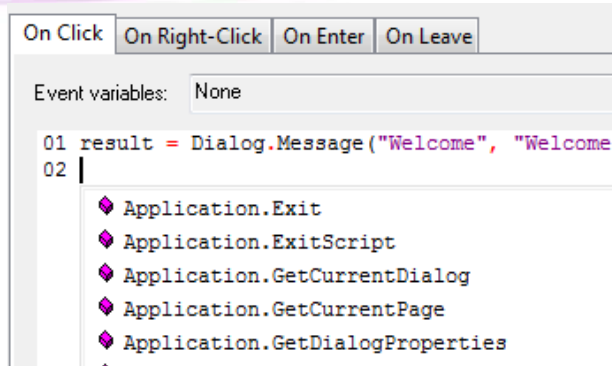 On Click On Right-Click On Enter On Leave
Event variables: None
01 result = Dialog.Message("Welcome", "Welcome
02
Application.Exit
Application.ExitScript
Application.GetCurrentDialog
Application.GetCurrentPage
Application.GetDialogProperties